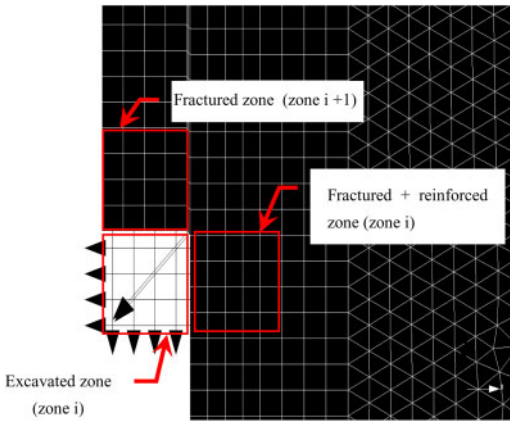 Fractured zone (zone i +1)
Fractured + reinforced
zone (zone i)
Excavated zone
(zone i)